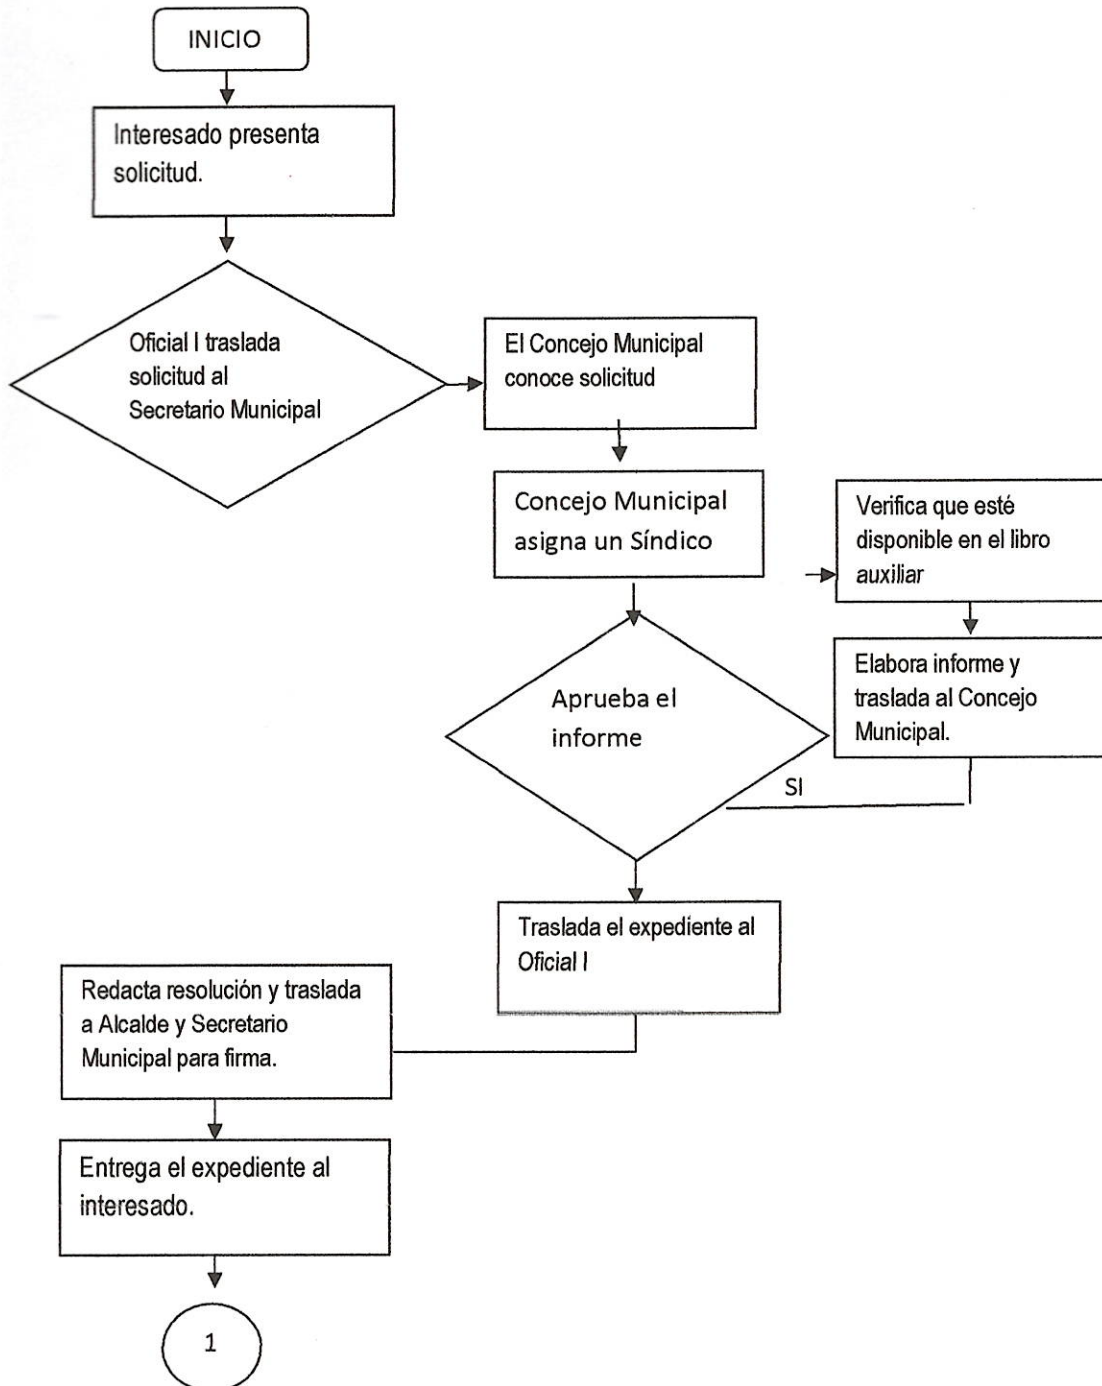 INICIO
Interesado presenta
solicitud.
Oficial I traslada
solicitud al
Secretario Municipal
El Concejo Municipal
conoce solicitud
Concejo Municipal
asigna un Síndico
Verifica que esté
disponible en el libro
auxiliar
Elabora informe y
traslada al Concejo
Municipal.
Aprueba el
informe
SI
Traslada el expediente al
Oficial I
Redacta resolución y traslada
a Alcalde y Secretario
Municipal para firma.
Entrega el expediente al
interesado.
1